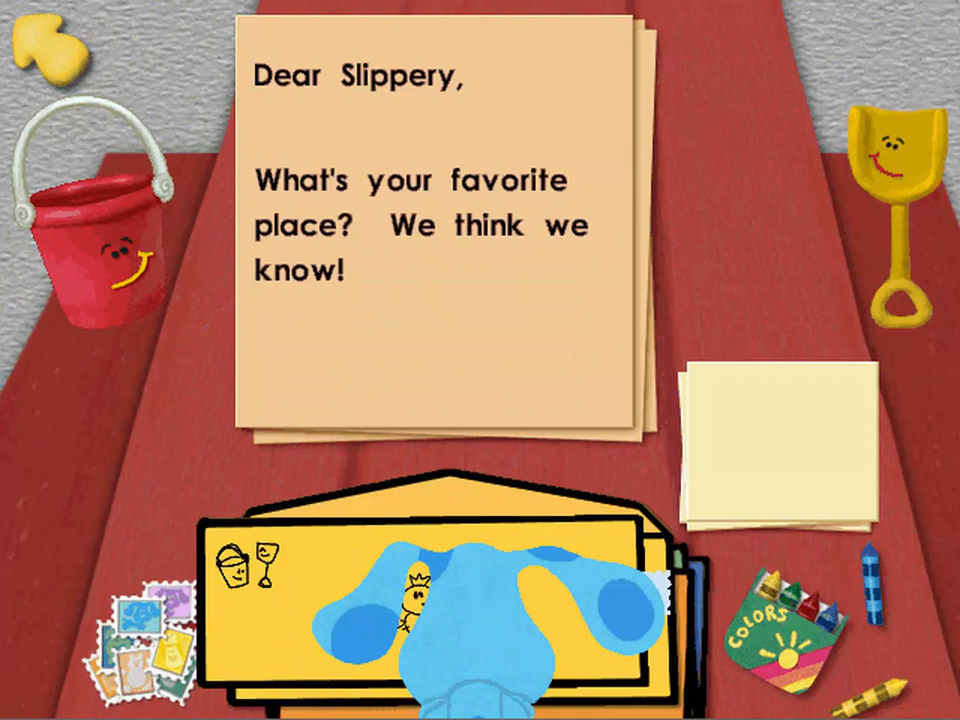 Dear Slippery,
What's your favorite
place? We think we
know!
COLORS